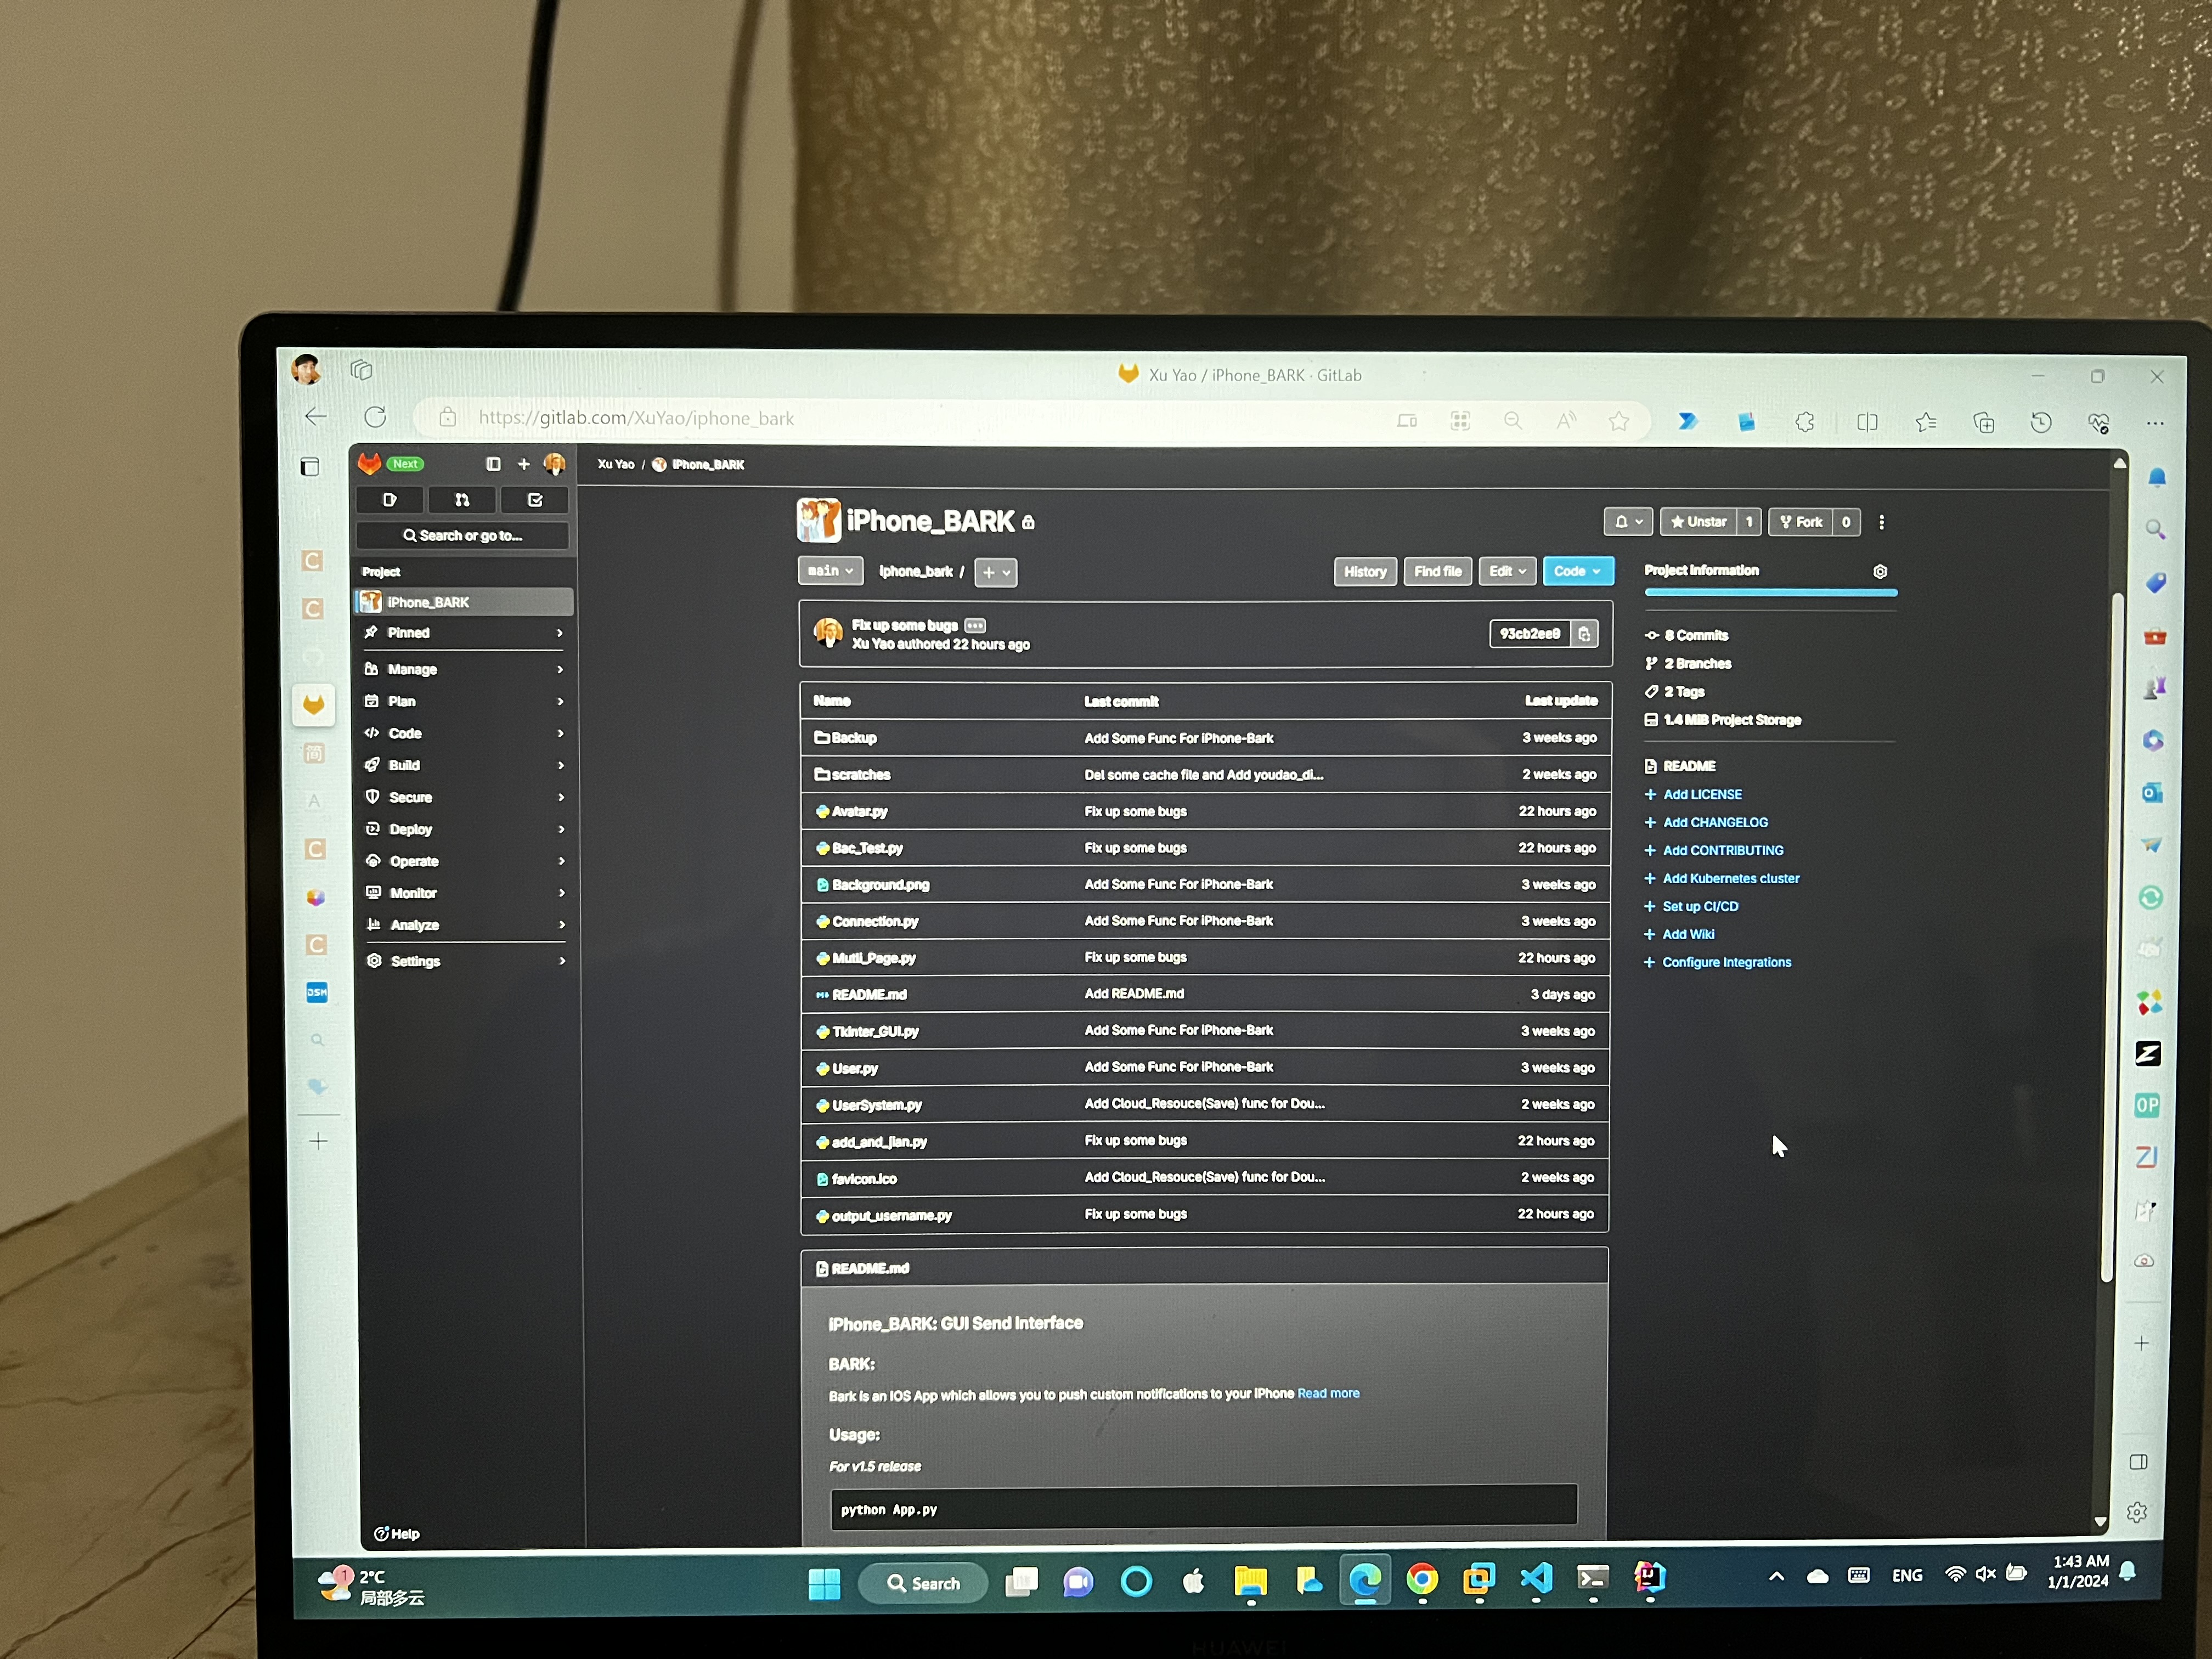 Xu Yao / iPhone_BARK · GitLab
https://gitlab.com/XuYao/iphone_bark
Next
Xu Yao / iPhone_BARK
Search or go to...
Project
iPhone_BARK
Pinned
Manage
Plan
Code
Build
Secure
Deploy
Operate
Monitor
Analyze
Settings
Help
iPhone_BARK
Unstar 1
Fork 0
main
iphone_bark / +
History
Find file
Edit
Code
Fix up some bugs
Xu Yao authored 22 hours ago
93cb2ee0
Name Last commit Last update
Backup Add Some Func For iPhone-Bark 3 weeks ago
scratches Del some cache file and Add youdao_di... 2 weeks ago
Avatar.py Fix up some bugs 22 hours ago
Bac_Test.py Fix up some bugs 22 hours ago
Background.png Add Some Func For iPhone-Bark 3 weeks ago
Connection.py Add Some Func For iPhone-Bark 3 weeks ago
Mutli_Page.py Fix up some bugs 22 hours ago
README.md Add README.md 3 days ago
Tkinter_GUI.py Add Some Func For iPhone-Bark 3 weeks ago
User.py Add Some Func For iPhone-Bark 3 weeks ago
UserSystem.py Add Cloud_Resouce(Save) func for Dou... 2 weeks ago
add_and_jian.py Fix up some bugs 22 hours ago
favicon.ico Add Cloud_Resouce(Save) func for Dou... 2 weeks ago
output_username.py Fix up some bugs 22 hours ago
README.md
iPhone_BARK: GUI Send Interface
BARK:
Bark is an IOS App which allows you to push custom notifications to your iPhone Read more
Usage:
For v1.5 release
python App.py
Project information
8 Commits
2 Branches
2 Tags
1.4 MiB Project Storage
README
+ Add LICENSE
+ Add CHANGELOG
+ Add CONTRIBUTING
+ Add Kubernetes cluster
+ Set up CI/CD
+ Add Wiki
+ Configure Integrations
C
C
简
A
C
C
DSM
OP
ZI
1
2°C
局部多云
Search
ENG
1:43 AM
1/1/2024
HUAWEI